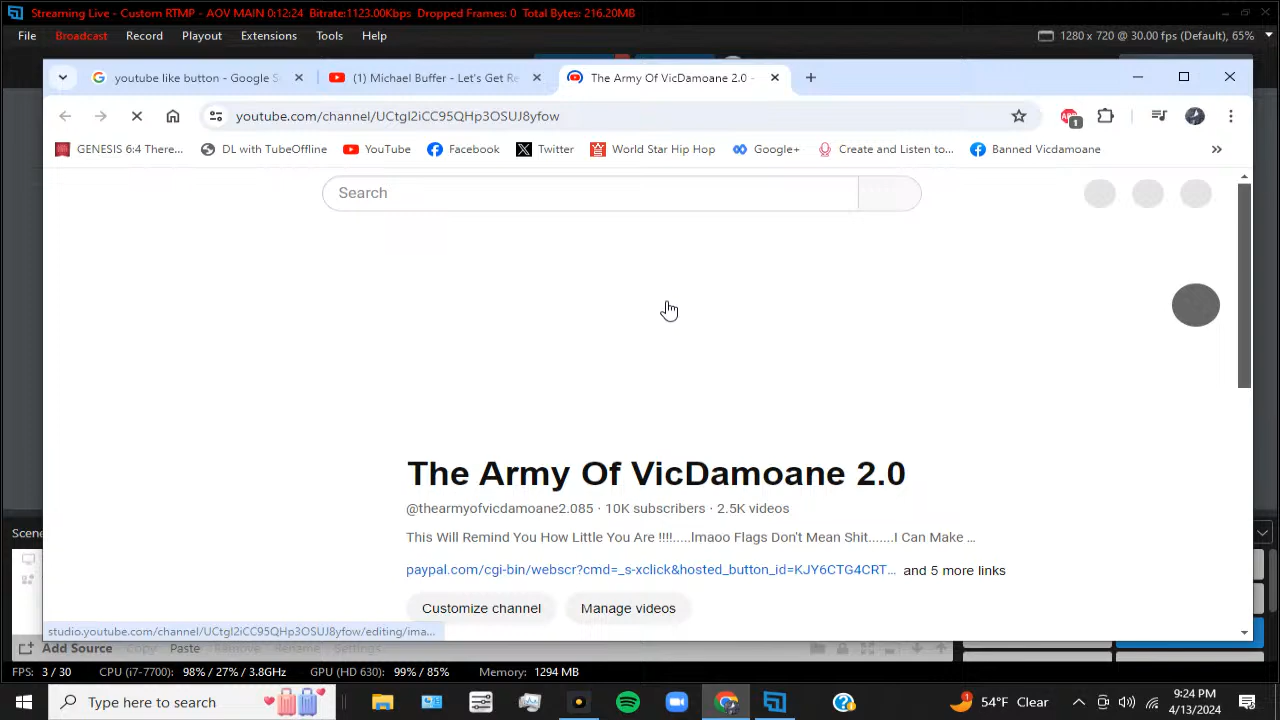 Streaming Live - Custom RTMP - AOV MAIN 0:12:24 Bitrate:1123.00Kbps Dropped Frames: 0 Total Bytes: 216.20MB
File Broadcast Record Playout Extensions Tools Help 1280 x 720 @ 30.00 fps (Default), 65%
youtube like button - Google S (1) Michael Buffer - Let's Get Re The Army Of VicDamoane 2.0 -
youtube.com/channel/UCtgI2iCC95QHp3OSUJ8yfow 1
GENESIS 6:4 There... DL with TubeOffline YouTube Facebook Twitter World Star Hip Hop Google+ Create and Listen to... Banned Vicdamoane »
Search
The Army Of VicDamoane 2.0
@thearmyofvicdamoane2.085 · 10K subscribers · 2.5K videos
Scene
This Will Remind You How Little You Are !!!!.....lmaoo Flags Don't Mean Shit.......I Can Make ...
paypal.com/cgi-bin/webscr?cmd=_s-xclick&hosted_button_id=KJY6CTG4CRT... and 5 more links
Customize channel Manage videos
studio.youtube.com/channel/UCtgI2iCC95QHp3OSUJ8yfow/editing/ima...
Add Source Copy Paste Remove Rename Settings
FPS: 3 / 30 CPU (i7-7700) 98% / 27% / 3.8GHz GPU (HD 630): 99% / 85% Memory: 1294 MB
Type here to search 54°F Clear 9:24 PM
4/13/2024